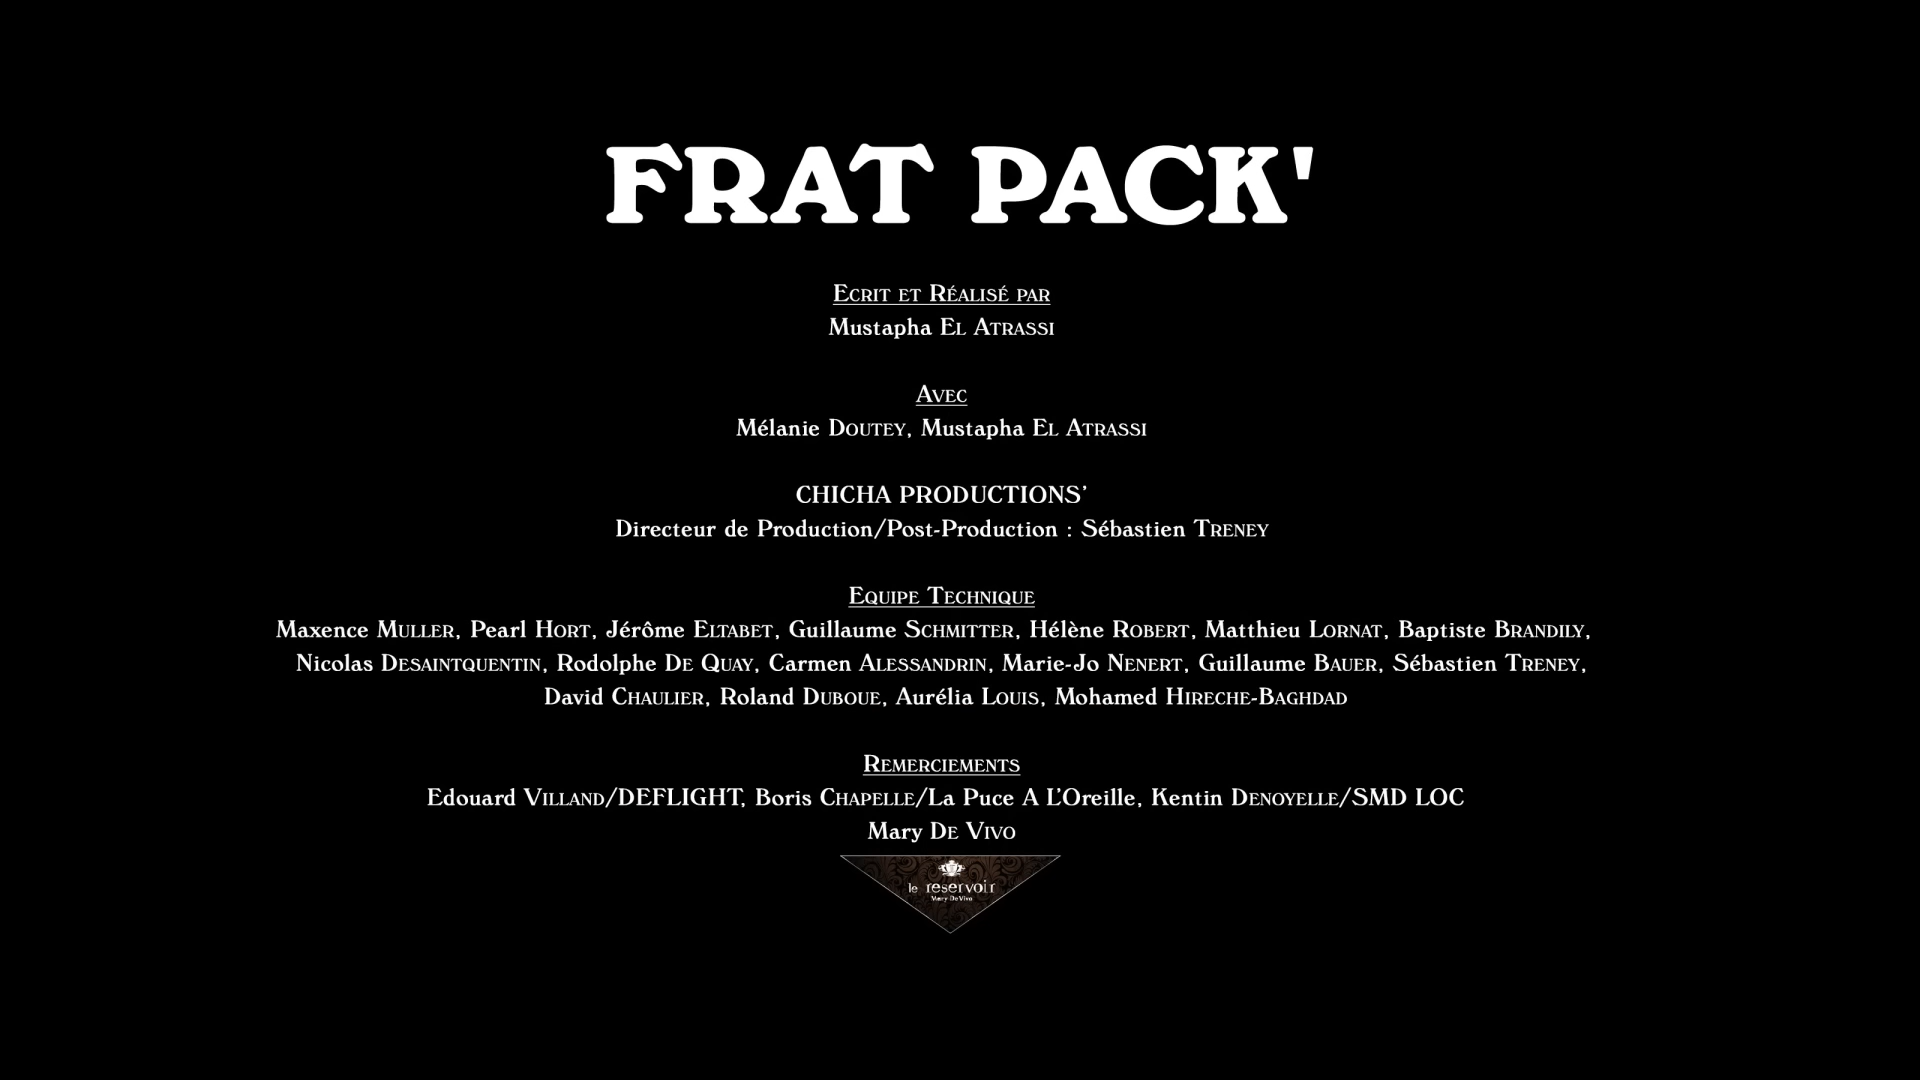 FRAT PACK'
Ecrit et Réalisé par
Mustapha El Atrassi
Avec
Mélanie Doutey, Mustapha El Atrassi
CHICHA PRODUCTIONS’
Directeur de Production/Post-Production : Sébastien Treney
Equipe Technique
Maxence Muller, Pearl Hort, Jérôme Eltabet, Guillaume Schmitter, Hélène Robert, Matthieu Lornat, Baptiste Brandily,
Nicolas Desaintquentin, Rodolphe De Quay, Carmen Alessandrin, Marie-Jo Nenert, Guillaume Bauer, Sébastien Treney,
David Chaulier, Roland Duboue, Aurélia Louis, Mohamed Hireche-Baghdad
Remerciements
Edouard Villand/DEFLIGHT, Boris Chapelle/La Puce A L’Oreille, Kentin Denoyelle/SMD LOC
Mary De Vivo
le reservoir
Mary De Vivo